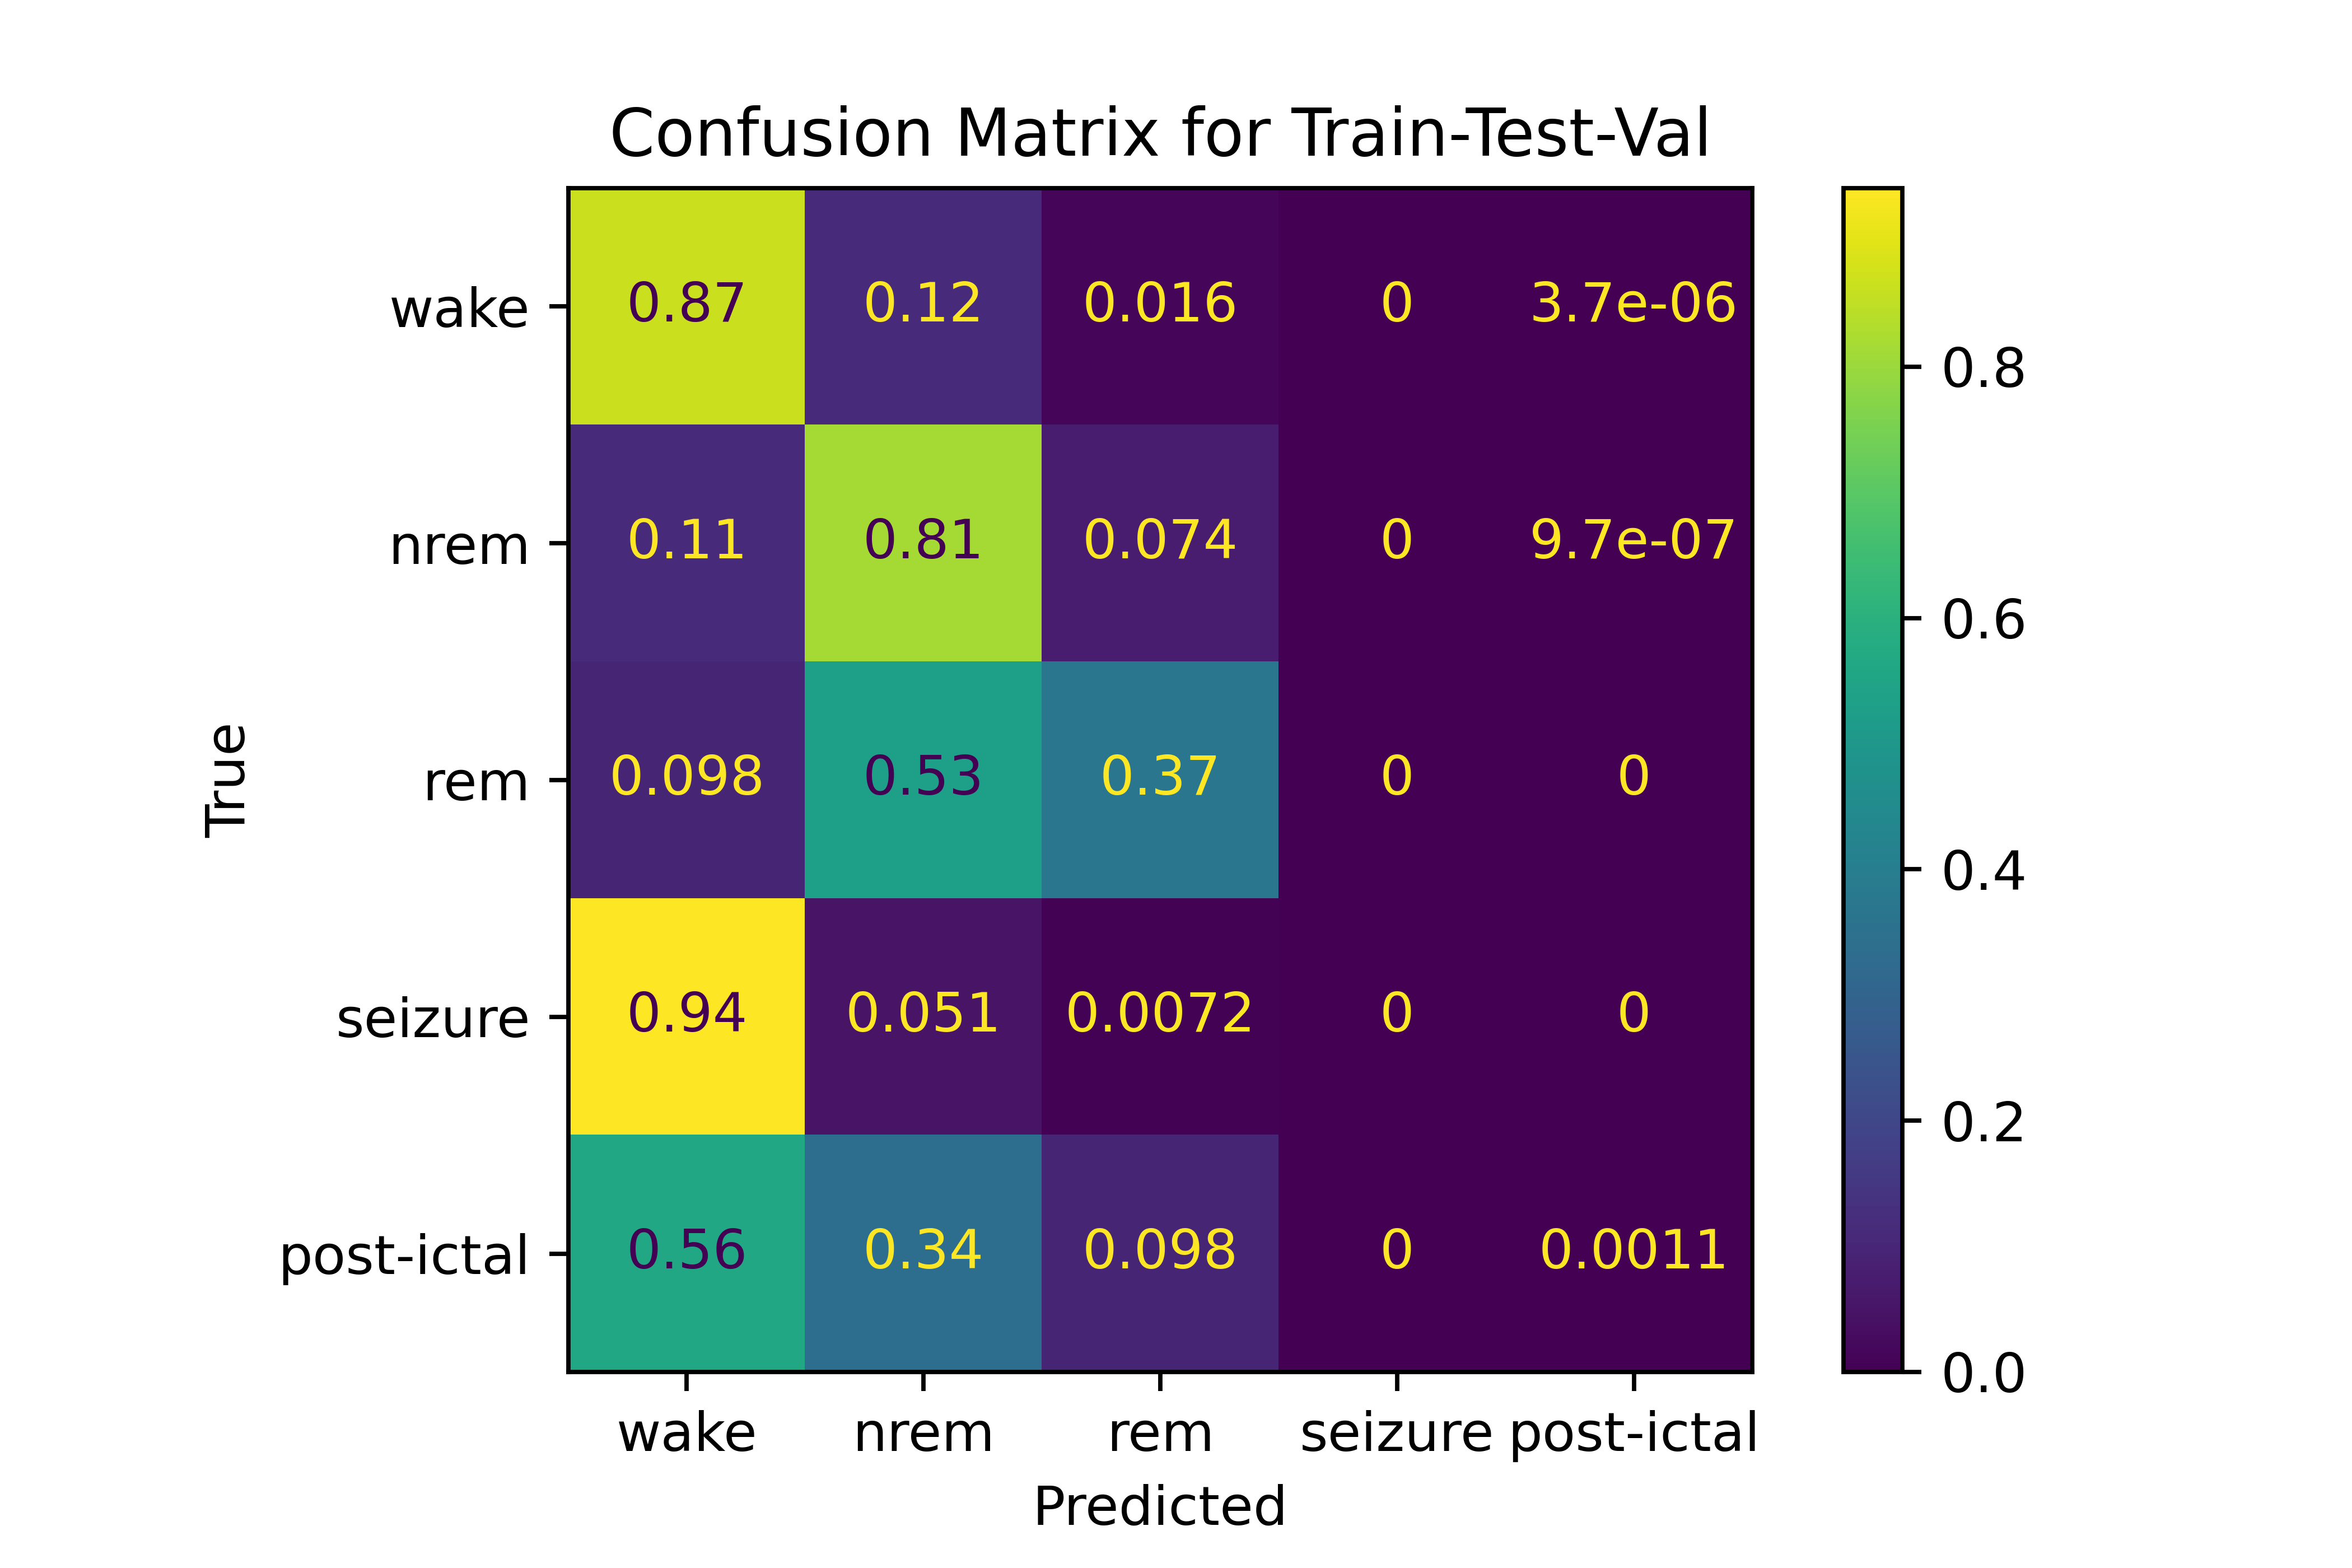 Confusion Matrix for Train-Test-Val
wake 0.87 0.12 0.016 0 3.7e-06
nrem 0.11 0.81 0.074 0 9.7e-07
rem 0.098 0.53 0.37 0 0
seizure 0.94 0.051 0.0072 0 0
post-ictal 0.56 0.34 0.098 0 0.0011
wake nrem rem seizure post-ictal
Predicted
True
0.8
0.6
0.4
0.2
0.0